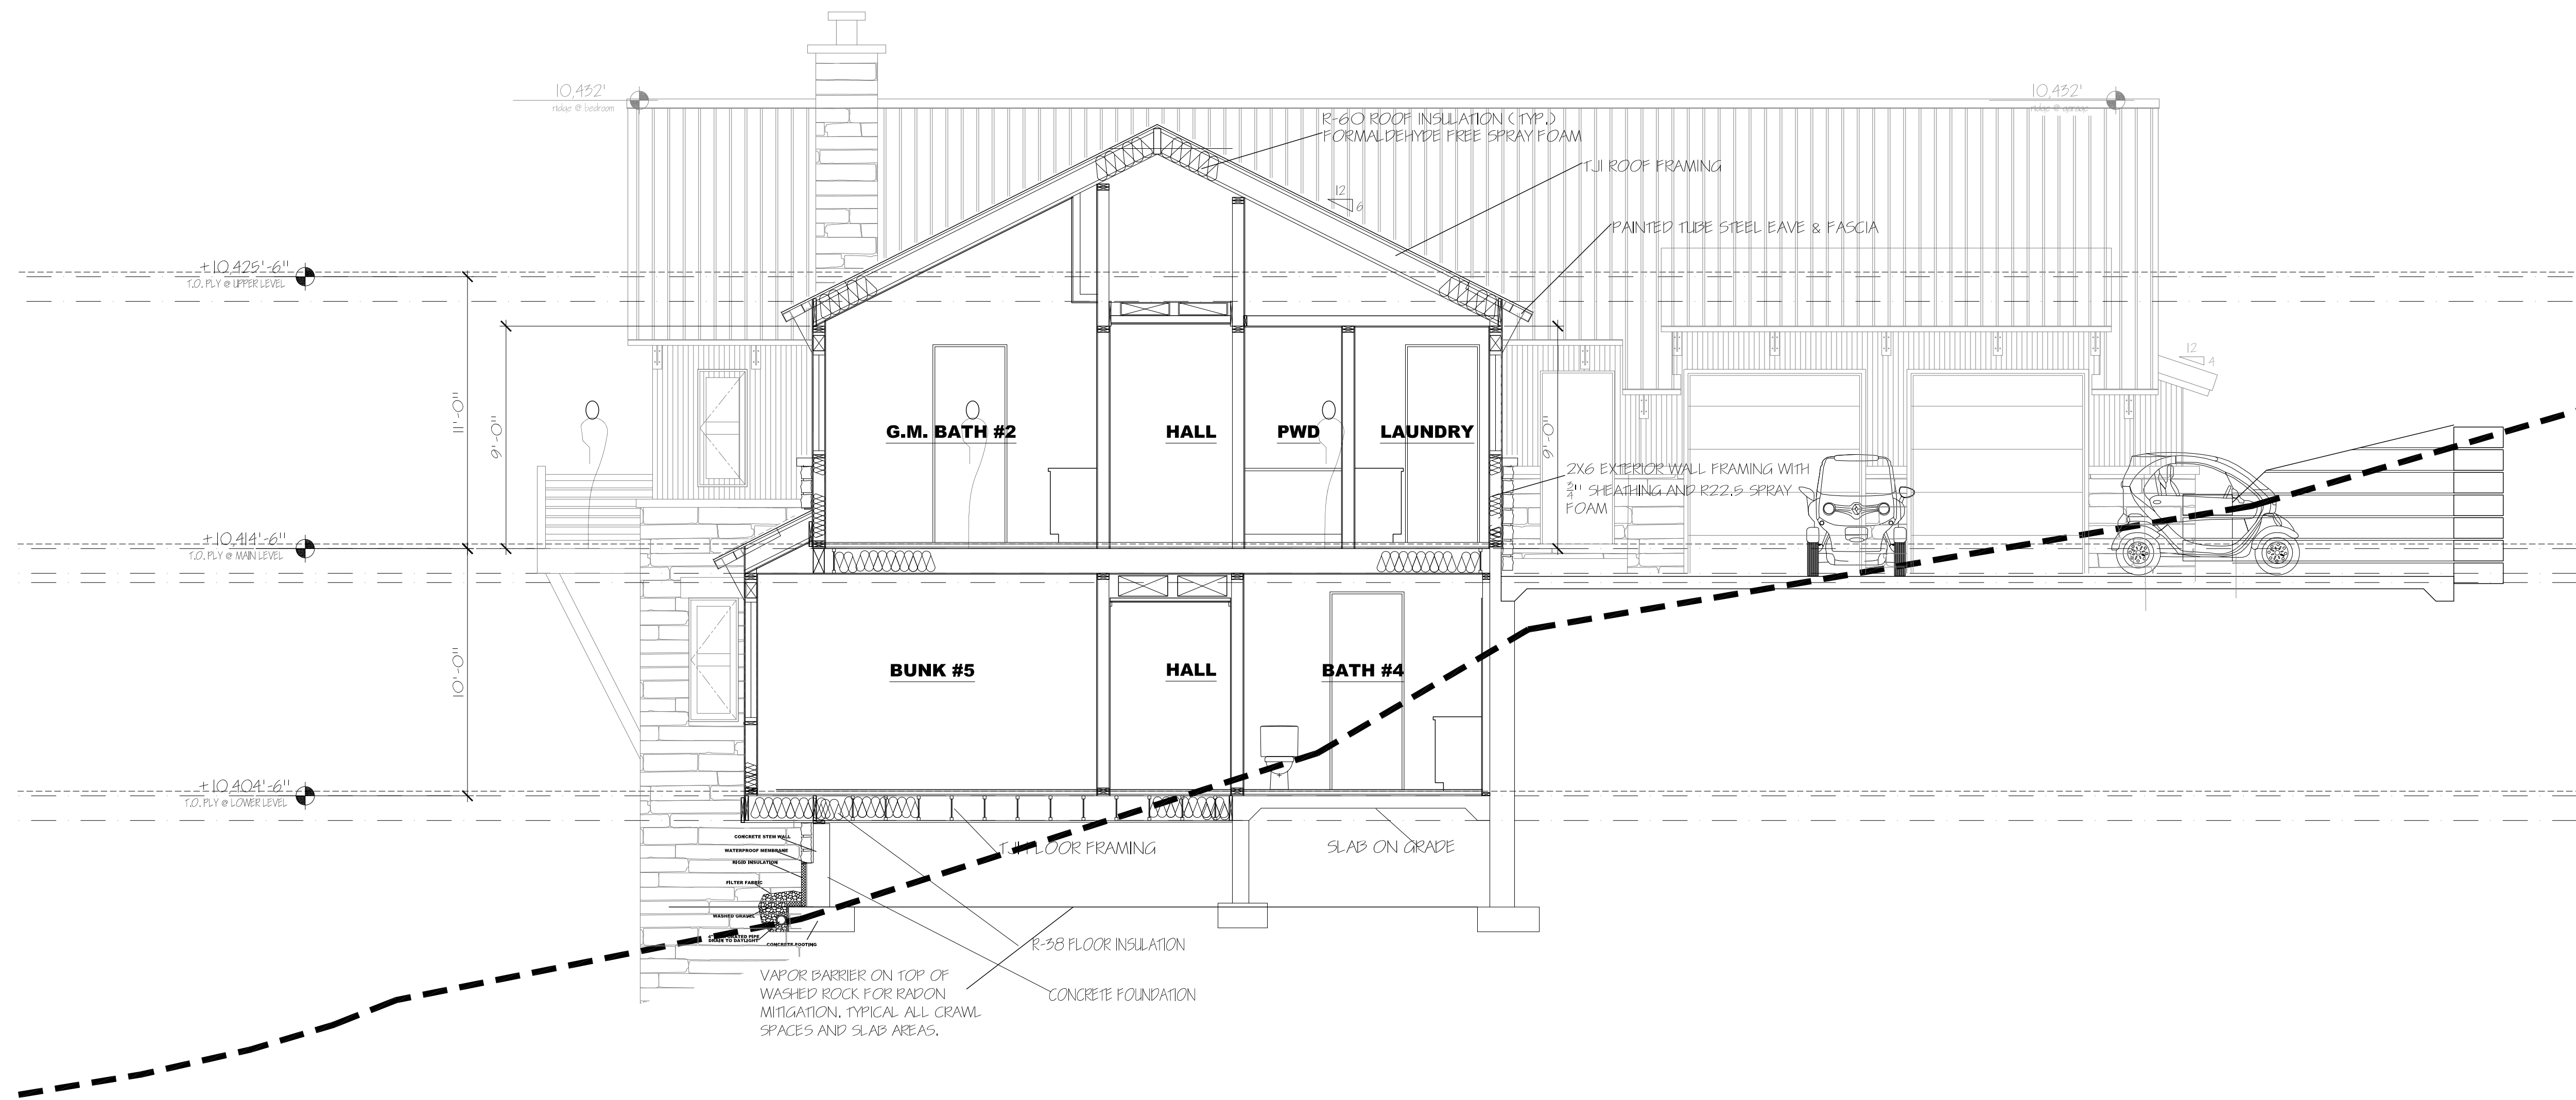 10,432'
ridge @ bedroom
10,432'
ridge @ garage
R-60 ROOF INSULATION (TYP.)
FORMALDEHYDE FREE SPRAY FOAM
TJI ROOF FRAMING
12
6
PAINTED TUBE STEEL EAVE & FASCIA
+10,425'-6"
T.O. PLY @ UPPER LEVEL
12
4
11'-0"
9'-0"
9'-0"
G.M. BATH #2
HALL
PWD
LAUNDRY
2X6 EXTERIOR WALL FRAMING WITH
3/4" SHEATHING AND R22.5 SPRAY
FOAM
+10,414'-6"
T.O. PLY @ MAIN LEVEL
10'-0"
BUNK #5
HALL
BATH #4
+10,404'-6"
T.O. PLY @ LOWER LEVEL
CONCRETE STEM WALL
WATERPROOF MEMBRANE
RIGID INSULATION
FILTER FABRIC
WASHED GRAVEL
PIPE
DRAIN TO DAYLIGHT
CONCRETE FOOTING
TJI FLOOR FRAMING
SLAB ON GRADE
R-38 FLOOR INSULATION
VAPOR BARRIER ON TOP OF
WASHED ROCK FOR RADON
MITIGATION. TYPICAL ALL CRAWL
SPACES AND SLAB AREAS.
CONCRETE FOUNDATION